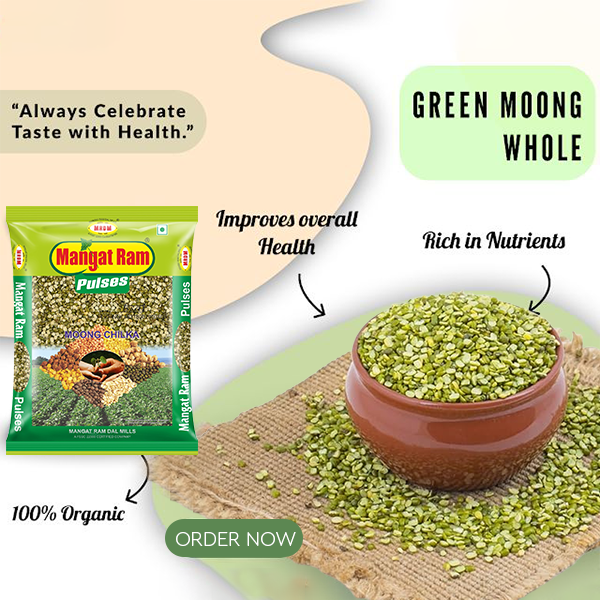 “Always Celebrate
Taste with Health.”
GREEN MOONG
WHOLE
Improves overall
Health
Rich in Nutrients
MRDM
Mangat Ram
Pulses
MOONG CHILKA
Mangat Ram
Pulses
Pulses
Mangat Ram
MANGAT RAM DAL MILLS
100% Organic
ORDER NOW